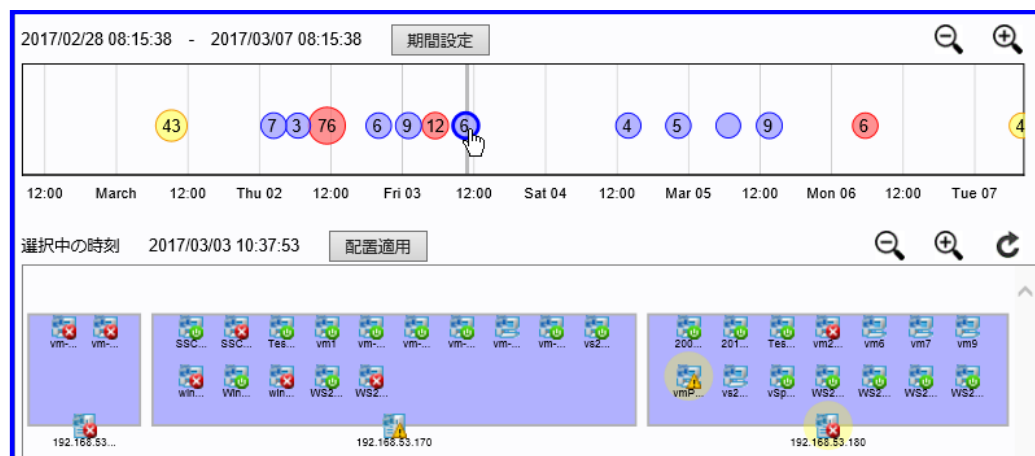 2017/02/28 08:15:38 - 2017/03/07 08:15:38 期間設定
43 7 3 76 6 9 12 6 4 5 9 6 4
12:00 March 12:00 Thu 02 12:00 Fri 03 12:00 Sat 04 12:00 Mar 05 12:00 Mon 06 12:00 Tue 07
選択中の時刻 2017/03/03 10:37:53 配置適用
vm-... vm-... SSC... SSC... Tes... vm1 vm-... vm-... vm-... vm-... vm-... vs2... 200... 201... Tes... vm2... vm6 vm7 vm9
win... Win... win... WS2... WS2... vmP... vs2... vSp... WS2... WS2... WS2... WS2...
192.168.53... 192.168.53.170 192.168.53.180